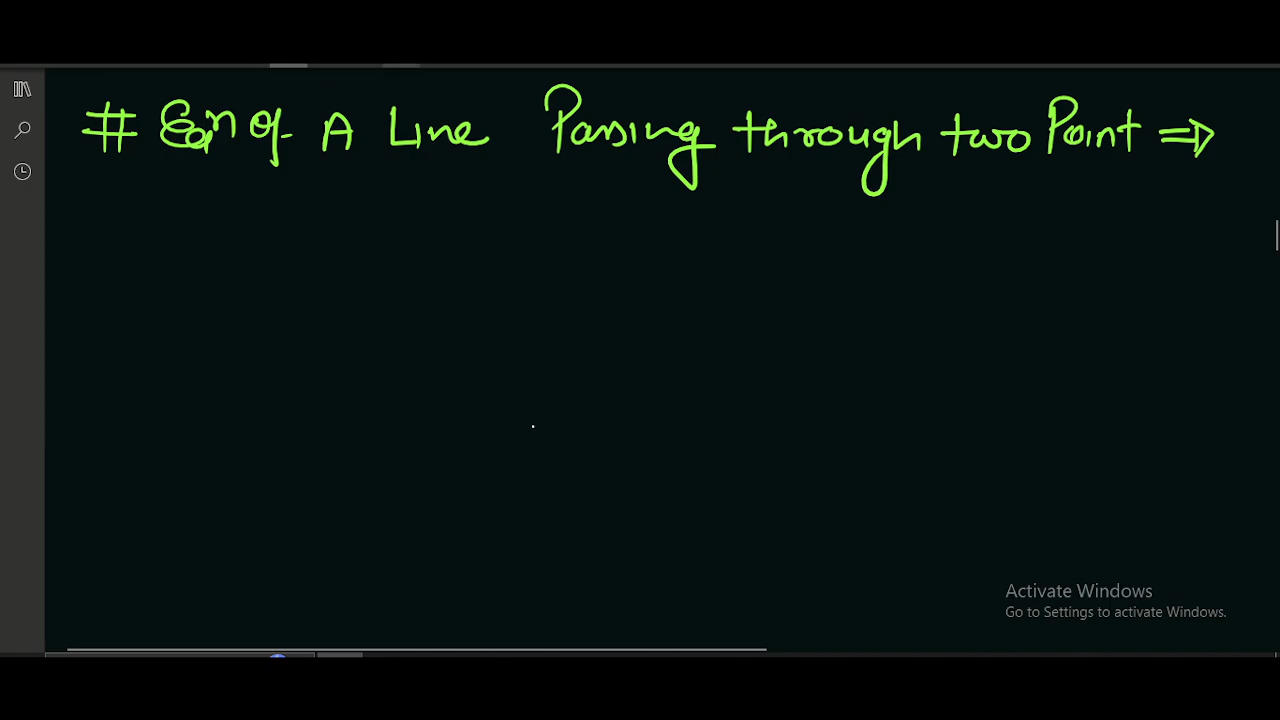 # Eqn of A Line Passing through two Point ⇒
Activate Windows
Go to Settings to activate Windows.